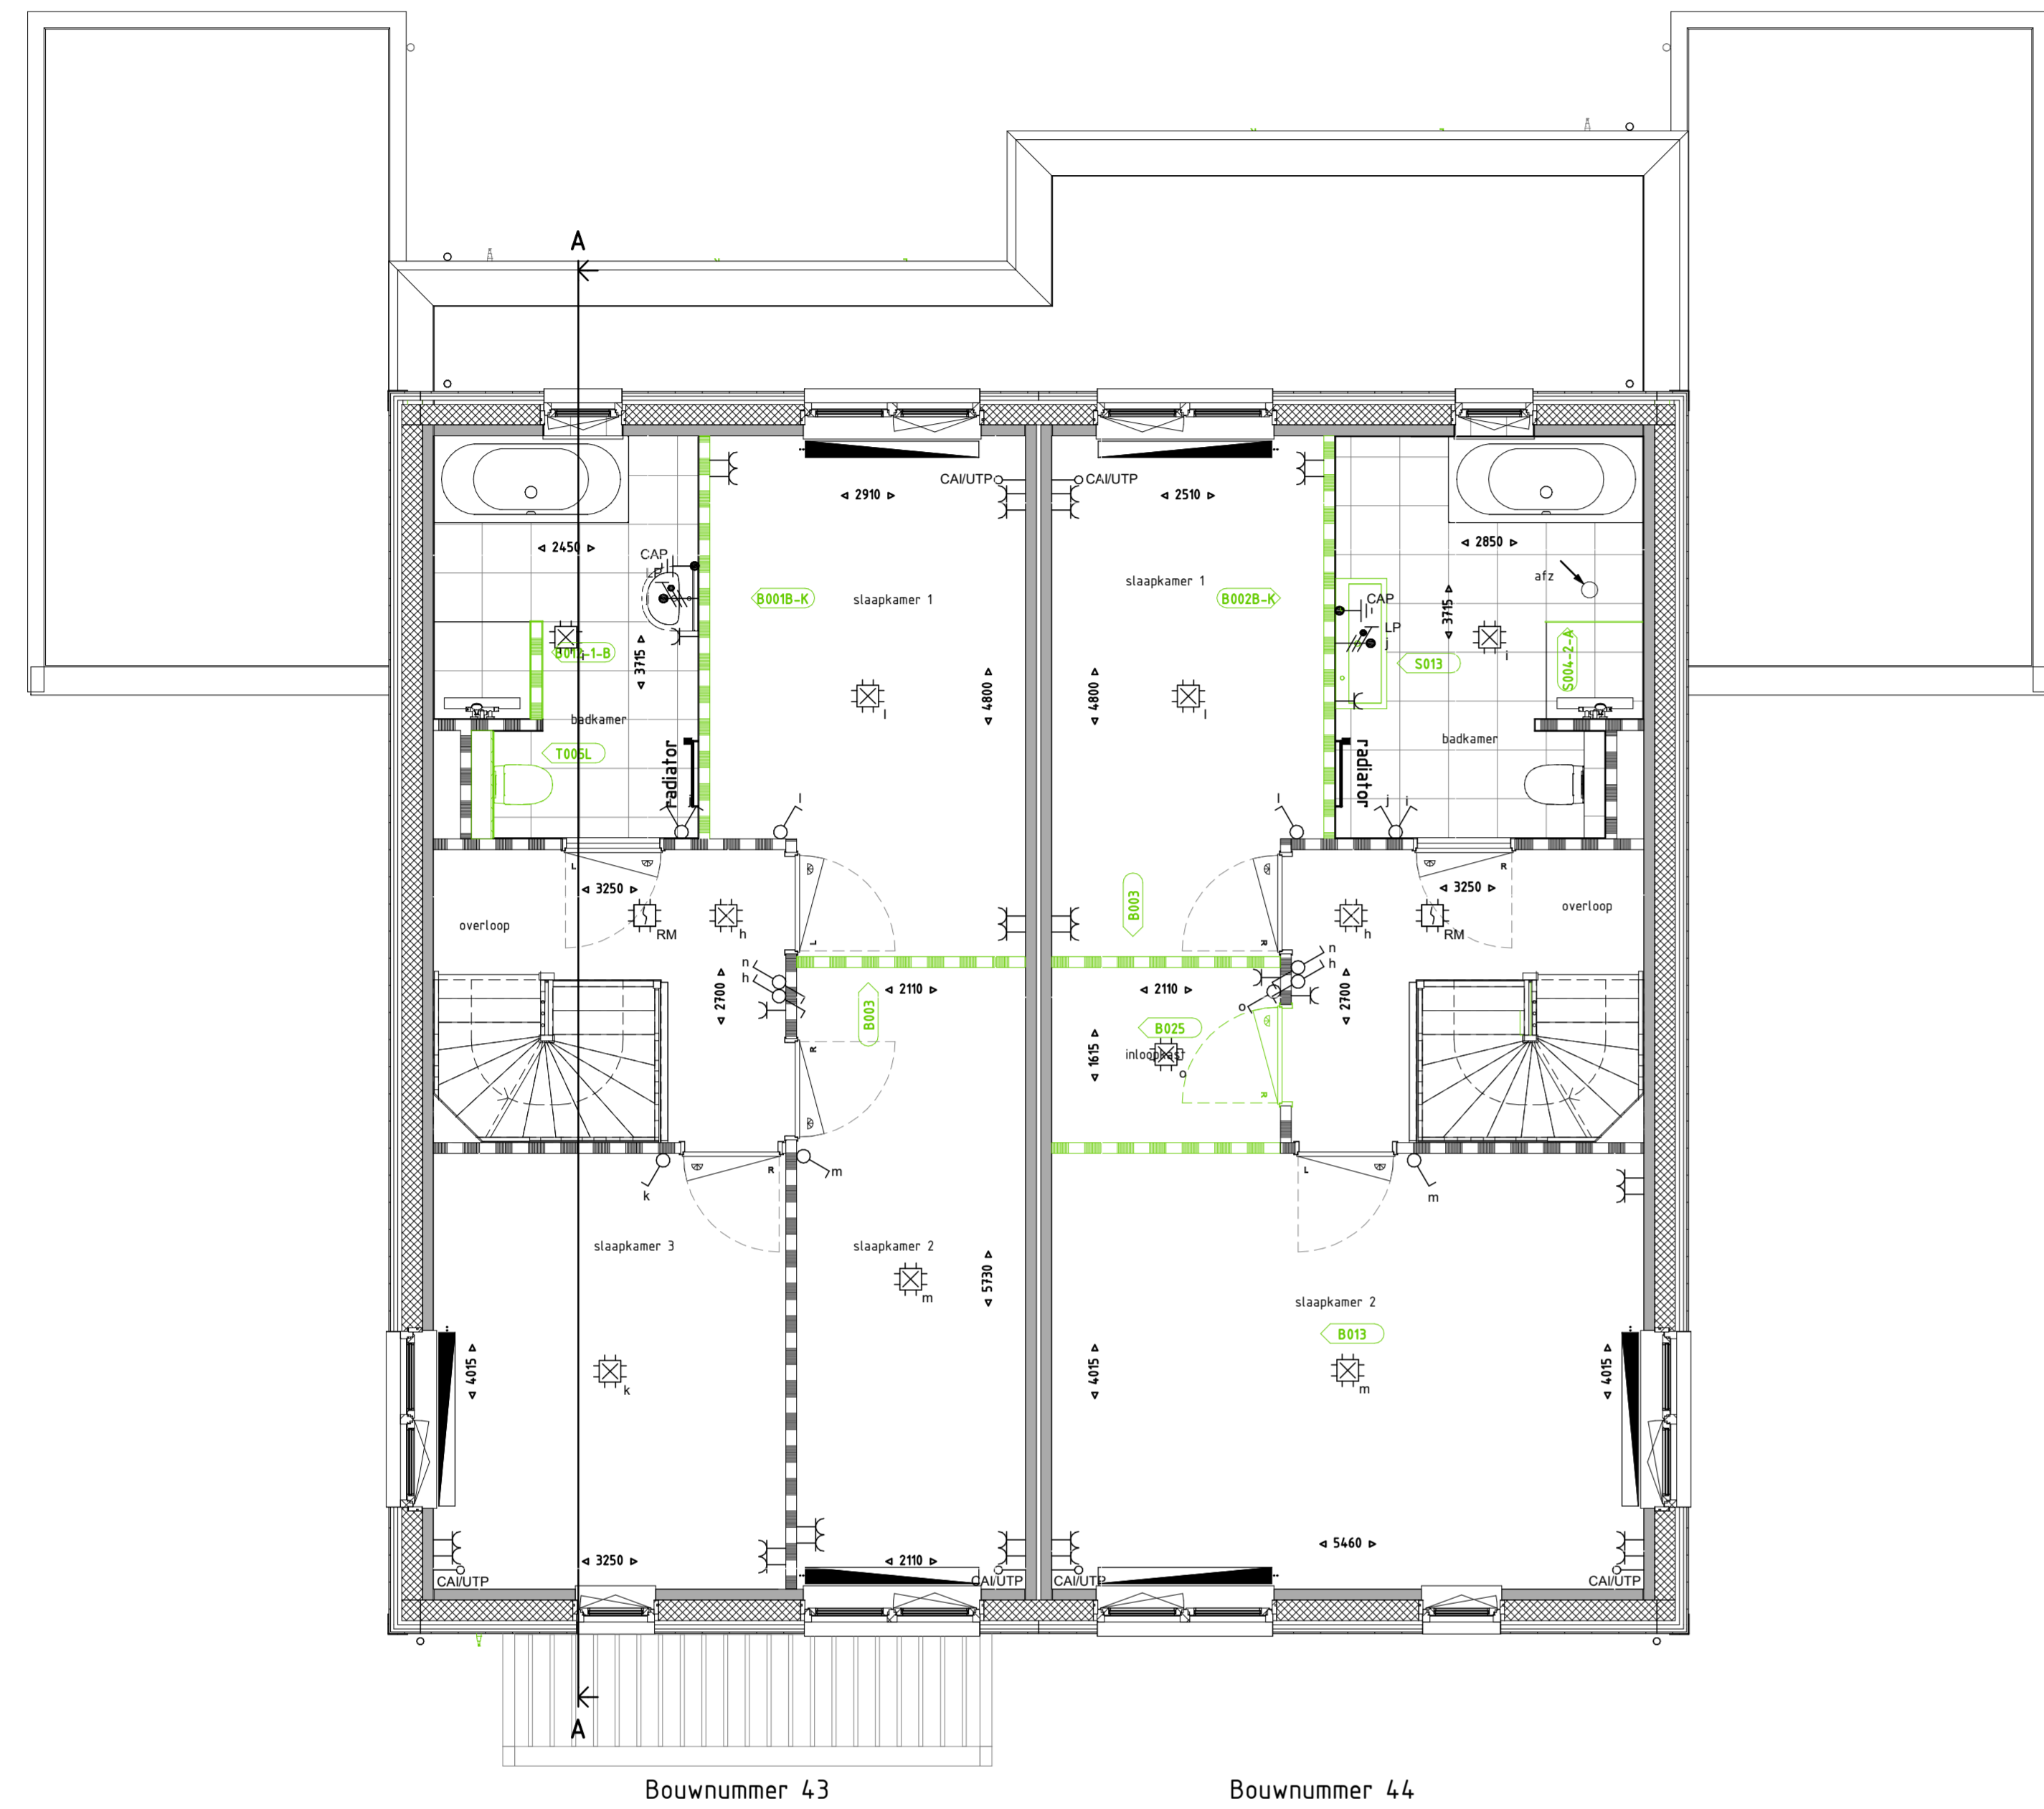 A
CAI/UTP
CAI/UTP
2910
2510
2450
CAP
2850
afz
slaapkamer 1
B001B-K
slaapkamer 1
B002B-K
CAP
LP
j
3715
3715
S013
S004-2-A
i
4800
4800
l
l
badkamer
badkamer
T006L
radiator
radiator
l
l
j
i
L
3250
3250
R
overloop
RM
h
h
RM
overloop
L
R
n
h
n
h
2700
2110
2110
2700
B003
B003
o
B025
R
1615
inloopkast
o
R
k
R
m
L
m
slaapkamer 3
slaapkamer 2
5730
m
slaapkamer 2
B013
4015
4015
4015
k
m
5460
3250
2110
CAI/UTP
CAI/UTP
CAI/UTP
CAI/UTP
A
Bouwnummer 43
Bouwnummer 44